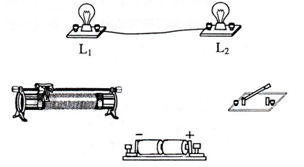 L₁ L₂
− +